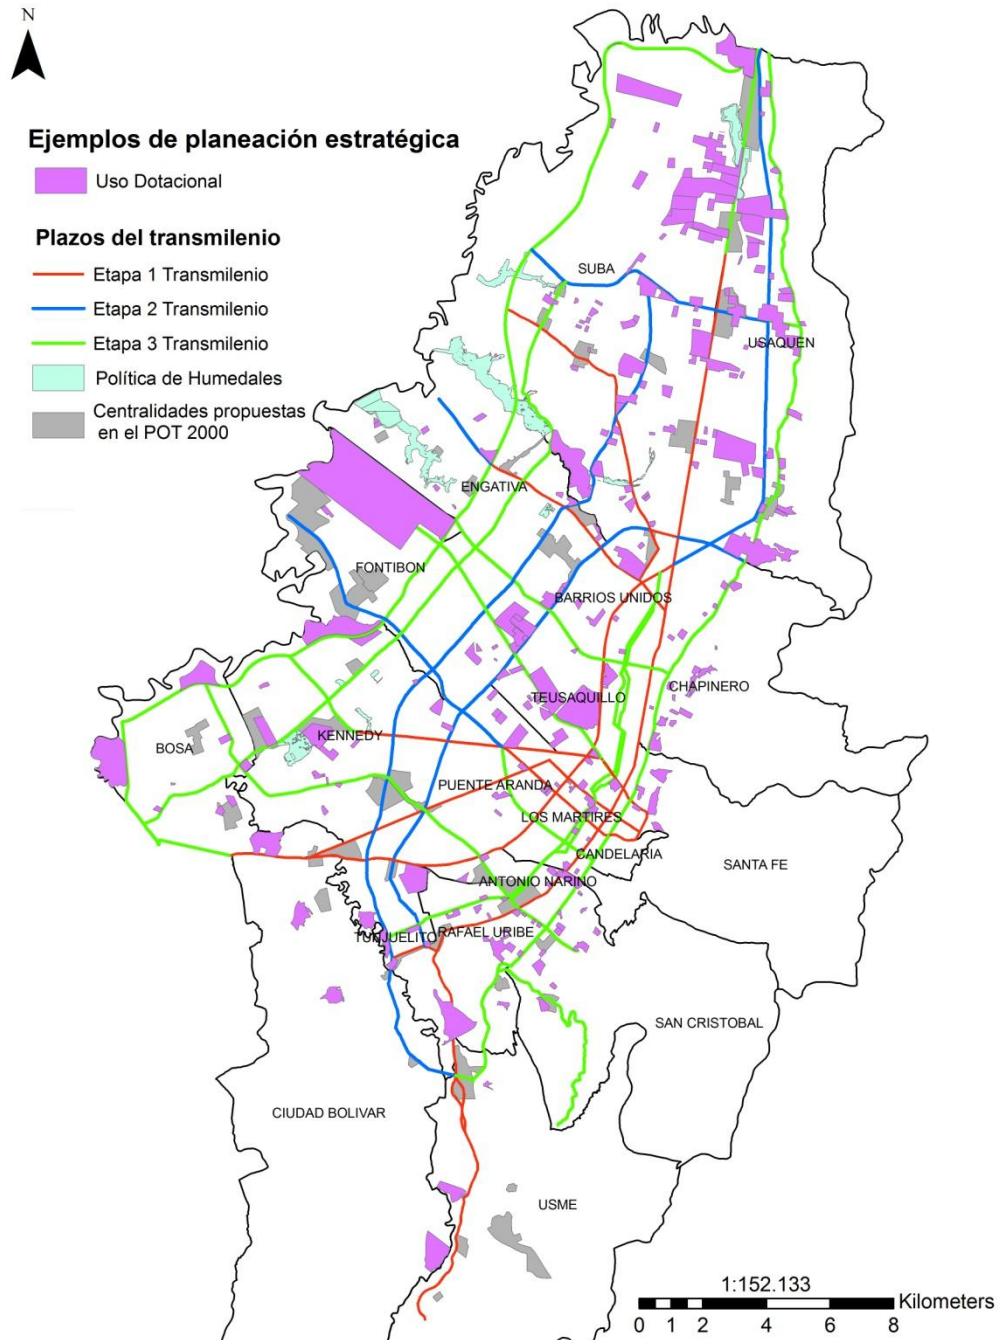 N
Ejemplos de planeación estratégica
Uso Dotacional
Plazos del transmilenio
Etapa 1 Transmilenio
Etapa 2 Transmilenio
Etapa 3 Transmilenio
Política de Humedales
Centralidades propuestas
en el POT 2000
SUBA
USAQUEN
ENGATIVA
FONTIBON
BARRIOS UNIDOS
TEUSAQUILLO
CHAPINERO
BOSA
KENNEDY
PUENTE ARANDA
LOS MARTIRES
CANDELARIA
SANTA FE
ANTONIO NARIÑO
TUNJUELITO
RAFAEL URIBE
SAN CRISTOBAL
CIUDAD BOLIVAR
USME
1:152.133
Kilometers
0 1 2 4 6 8